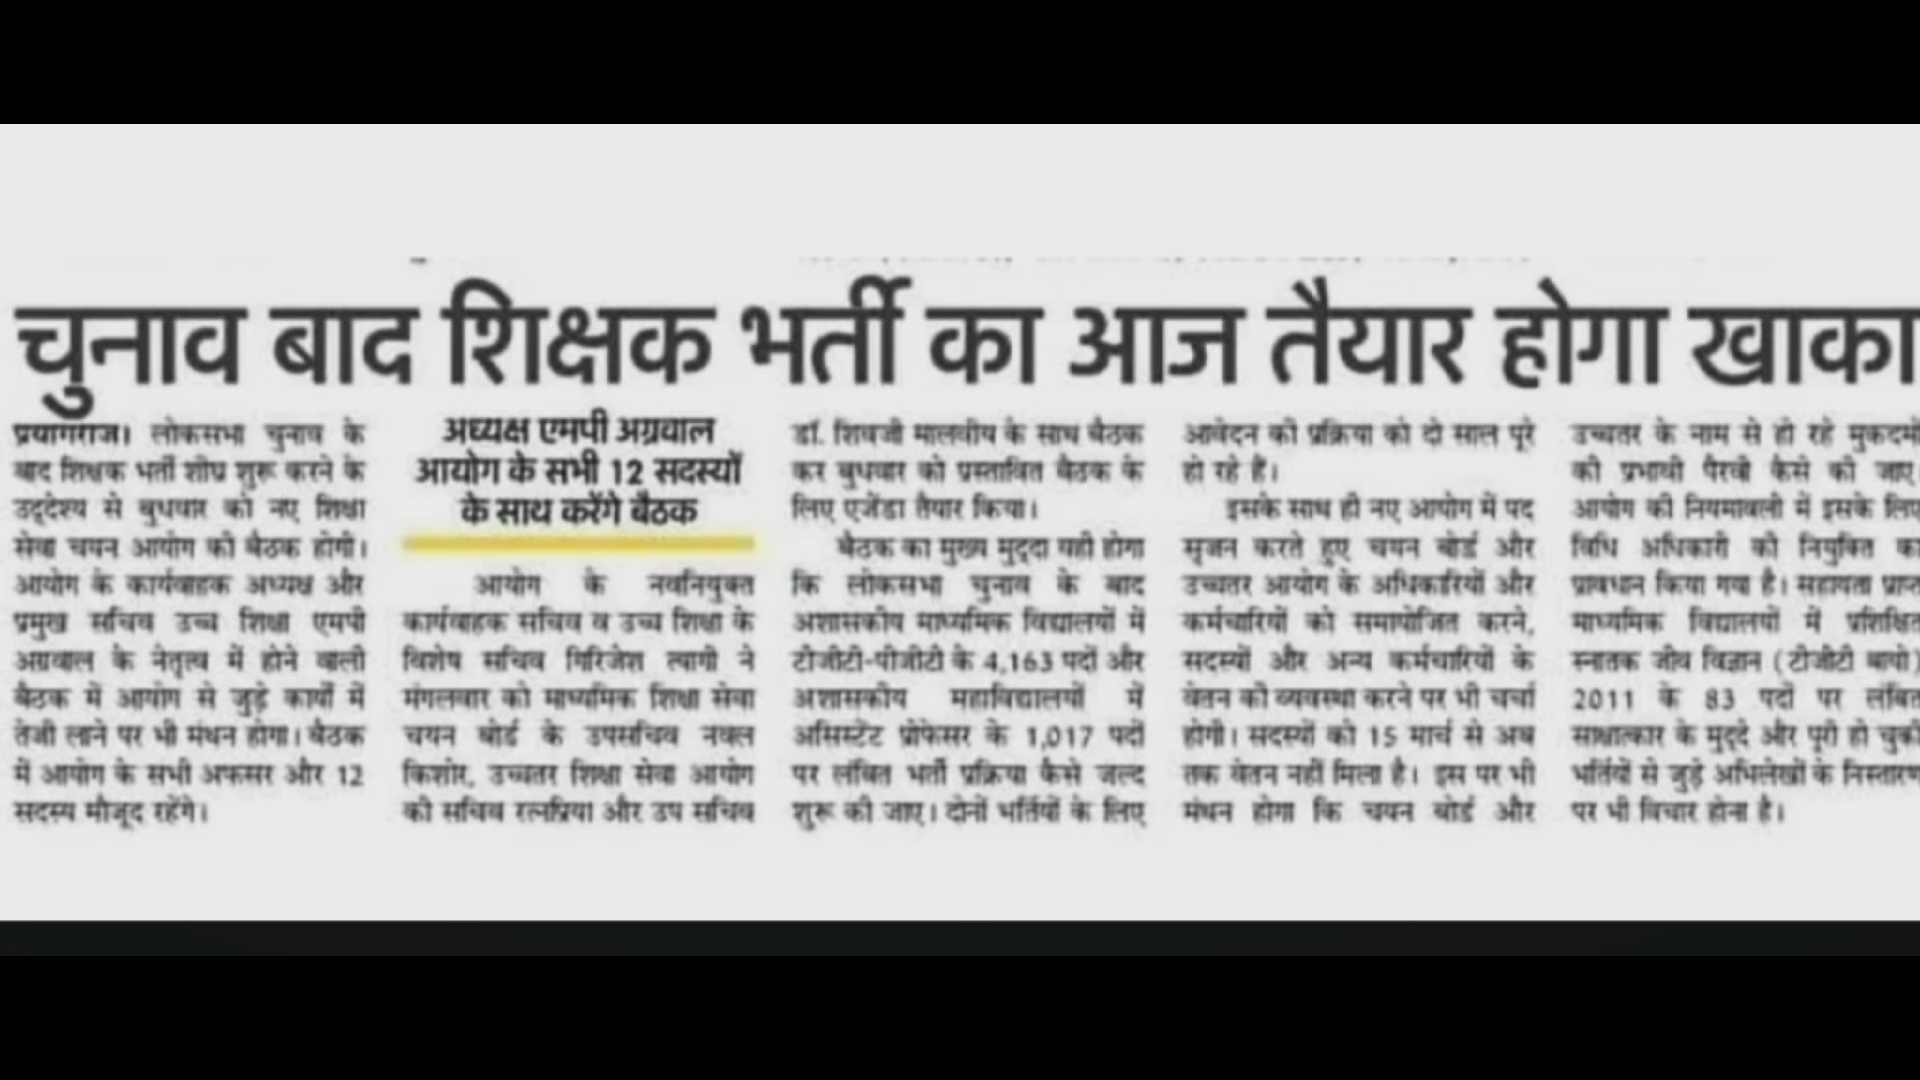 चुनाव बाद शिक्षक भर्ती का आज तैयार होगा खाका
प्रयागराज। लोकसभा चुनाव के
बाद शिक्षक भर्ती शीघ्र शुरू करने के
उद्देश्य से बुधवार को नए शिक्षा
सेवा चयन आयोग की बैठक होगी।
आयोग के कार्यवाहक अध्यक्ष और
प्रमुख सचिव उच्च शिक्षा एमपी
अग्रवाल के नेतृत्व में होने वाली
बैठक में आयोग से जुड़े कार्यों में
तेजी लाने पर भी मंथन होगा। बैठक
में आयोग के सभी अफसर और 12
सदस्य मौजूद रहेंगे।
अध्यक्ष एमपी अग्रवाल
आयोग के सभी 12 सदस्यों
के साथ करेंगे बैठक
आयोग के नवनियुक्त
कार्यवाहक सचिव व उच्च शिक्षा के
विशेष सचिव गिरिजेश त्यागी ने
मंगलवार को माध्यमिक शिक्षा सेवा
चयन बोर्ड के उपसचिव नवल
किशोर, उच्चतर शिक्षा सेवा आयोग
की सचिव रत्नप्रिया और उप सचिव
डॉ. शिवजी मालवीय के साथ बैठक
कर बुधवार को प्रस्तावित बैठक के
लिए एजेंडा तैयार किया।
बैठक का मुख्य मुद्दा यही होगा
कि लोकसभा चुनाव के बाद
अशासकीय माध्यमिक विद्यालयों में
टीजीटी-पीजीटी के 4,163 पदों और
अशासकीय महाविद्यालयों में
असिस्टेंट प्रोफेसर के 1,017 पदों
पर लंबित भर्ती प्रक्रिया कैसे जल्द
शुरू की जाए। दोनों भर्तियों के लिए
आवेदन की प्रक्रिया को दो साल पूरे
हो रहे हैं।
इसके साथ ही नए आयोग में पद
सृजन करते हुए चयन बोर्ड और
उच्चतर आयोग के अधिकारियों और
कर्मचारियों को समायोजित करने,
सदस्यों और अन्य कर्मचारियों के
वेतन की व्यवस्था करने पर भी चर्चा
होगी। सदस्यों को 15 मार्च से अब
तक वेतन नहीं मिला है। इस पर भी
मंथन होगा कि चयन बोर्ड और
उच्चतर के नाम से हो रहे मुकदमों
की प्रभावी पैरवी कैसे की जाए।
आयोग की नियमावली में इसके लिए
विधि अधिकारी की नियुक्ति का
प्रावधान किया गया है। सहायता प्राप्त
माध्यमिक विद्यालयों में प्रशिक्षित
स्नातक जीव विज्ञान (टीजीटी बायो)
2011 के 83 पदों पर लंबित
साक्षात्कार के मुद्दे और पूरी हो चुकी
भर्तियों से जुड़े अभिलेखों के निस्तारण
पर भी विचार होना है।